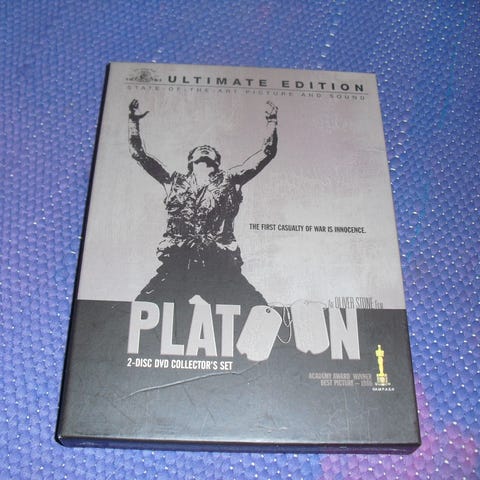 ULTIMATE EDITION
STATE-OF-THE-ART PICTURE AND SOUND
THE FIRST CASUALTY OF WAR IS INNOCENCE.
An OLIVER STONE Film
PLATOON
2-DISC DVD COLLECTOR'S SET
ACADEMY AWARD WINNER
BEST PICTURE – 1986